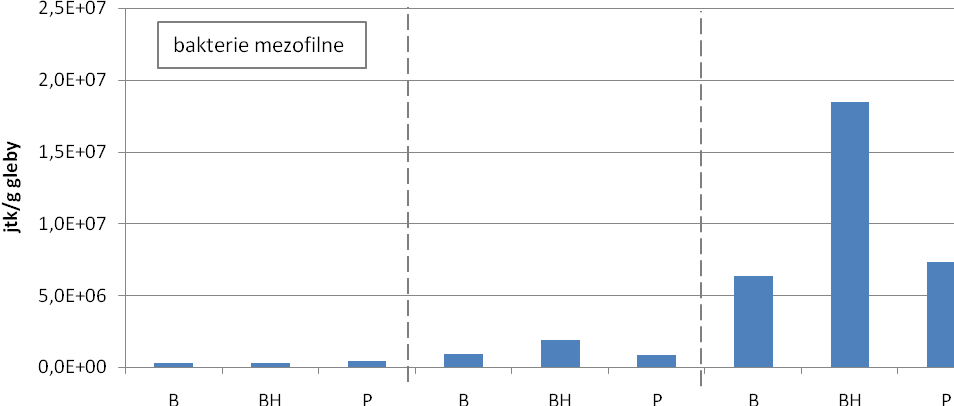 2,5E+07
bakterie mezofilne
2,0E+07
1,5E+07
jtk/g gleby
1,0E+07
5,0E+06
0,0E+00
B BH P B BH P B BH P